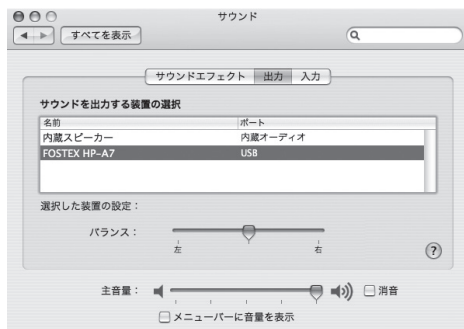 サウンド
すべてを表示
サウンドエフェクト 出力 入力
サウンドを出力する装置の選択
名前 ポート
内蔵スピーカー 内蔵オーディオ
FOSTEX HP-A7 USB
選択した装置の設定：
バランス：
左 右
?
主音量： 消音
メニューバーに音量を表示